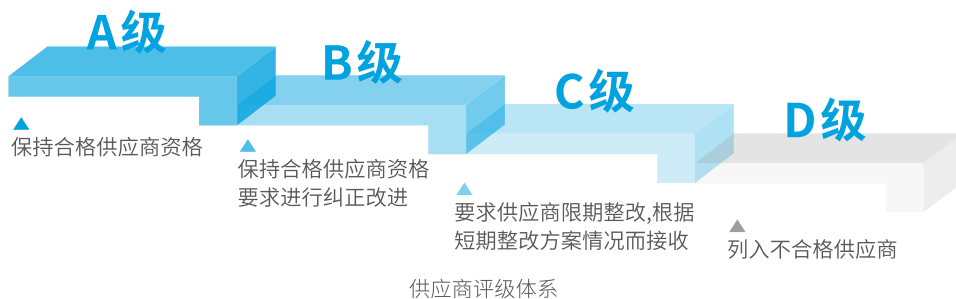 A级
保持合格供应商资格
B级
保持合格供应商资格
要求进行纠正改进
C级
要求供应商限期整改,根据
短期整改方案情况而接收
D级
列入不合格供应商
供应商评级体系